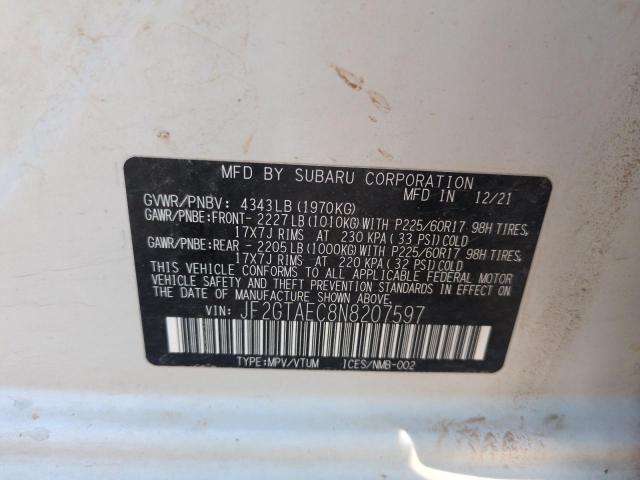 MFD BY SUBARU CORPORATION
GVWR/PNBV: 4343LB (1970KG) MFD IN 12/21
GAWR/PNBE:FRONT- 2227LB (1010KG)WITH P225/60R17 98H TIRES,
17X7J RIMS AT 230 KPA (33 PSI)COLD
GAWR/PNBE:REAR - 2205LB (1000KG)WITH P225/60R17 98H TIRES,
17X7J RIMS AT 220 KPA (32 PSI)COLD
THIS VEHICLE CONFORMS TO ALL APPLICABLE FEDERAL MOTOR
VEHICLE SAFETY AND THEFT PREVENTION STANDARDS IN EFFECT ON
THE DATE OF MANUFACTURE SHOWN ABOVE.
VIN: JF2GTAEC8N8207597
TYPE:MPV/VTUM ICES/NMB-002